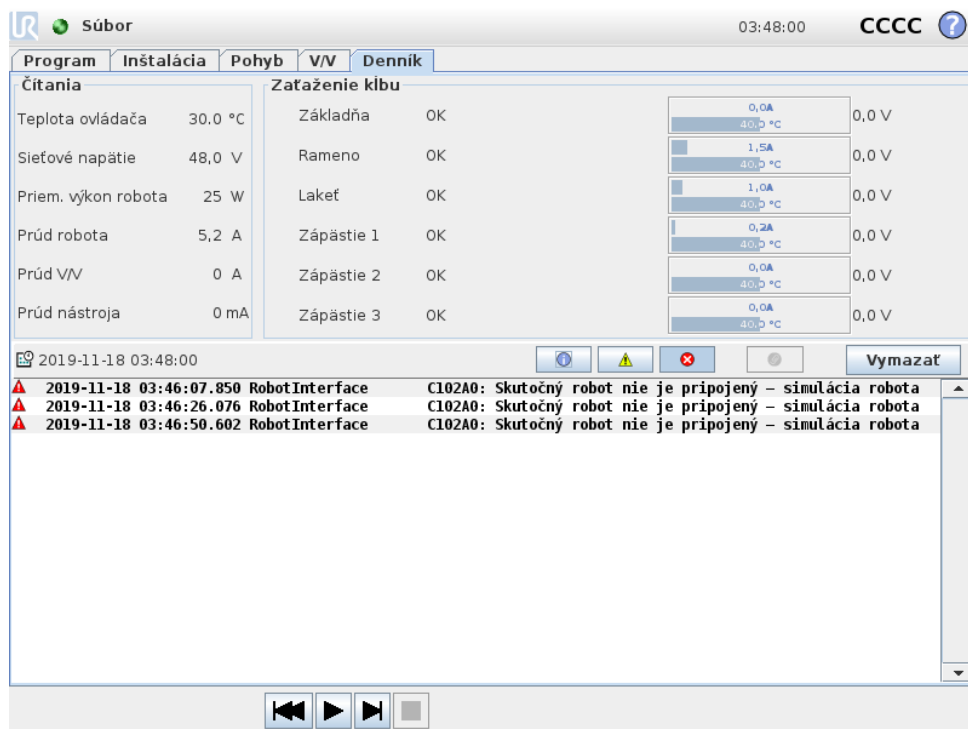 UR Súbor 03:48:00 CCCC ?
Program Inštalácia Pohyb V/V Denník
Čítania
Teplota ovládača 30.0 °C
Sieťové napätie 48,0 V
Priem. výkon robota 25 W
Prúd robota 5,2 A
Prúd V/V 0 A
Prúd nástroja 0 mA
Zaťaženie kĺbu
Základňa OK 0,0A 40,0 °C 0,0 V
Rameno OK 1,5A 40,0 °C 0,0 V
Lakeť OK 1,0A 40,0 °C 0,0 V
Zápästie 1 OK 0,2A 40,0 °C 0,0 V
Zápästie 2 OK 0,0A 40,0 °C 0,0 V
Zápästie 3 OK 0,0A 40,0 °C 0,0 V
2019-11-18 03:48:00 Vymazať
2019-11-18 03:46:07.850 RobotInterface C102A0: Skutočný robot nie je pripojený – simulácia robota
2019-11-18 03:46:26.076 RobotInterface C102A0: Skutočný robot nie je pripojený – simulácia robota
2019-11-18 03:46:50.602 RobotInterface C102A0: Skutočný robot nie je pripojený – simulácia robota